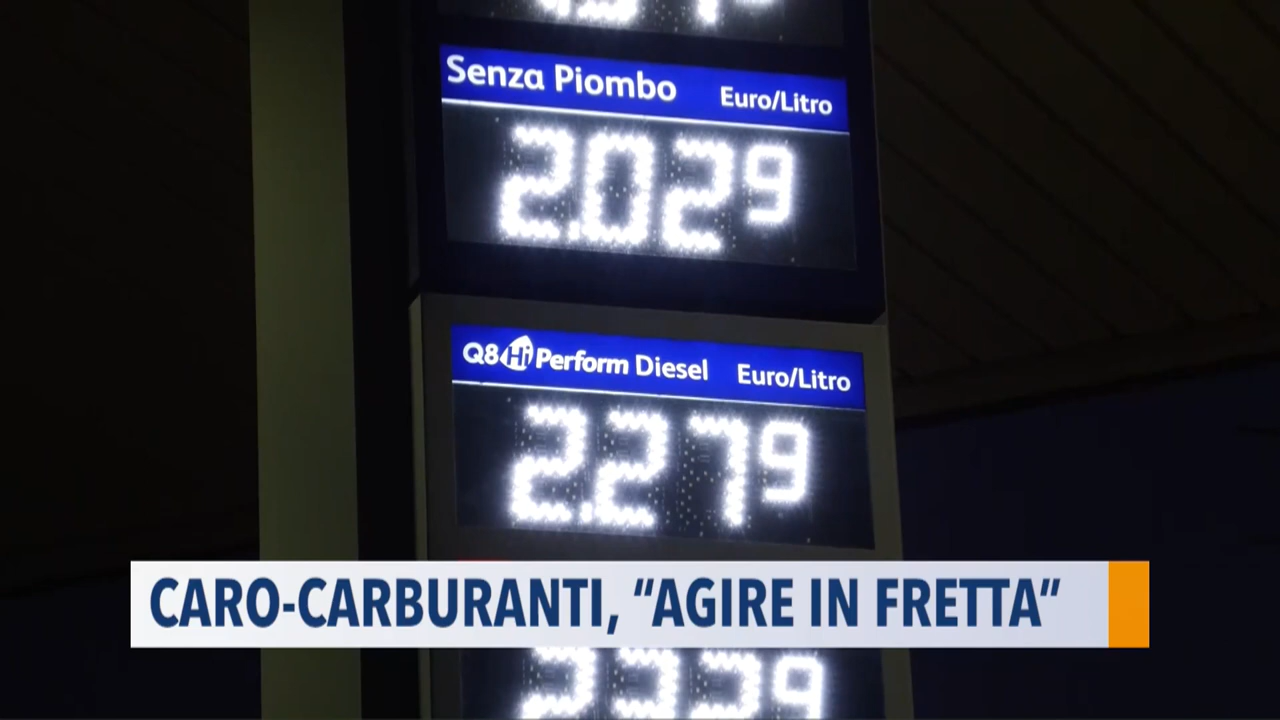 Senza Piombo Euro/Litro
2.029
Q8 Hi Perform Diesel Euro/Litro
2.279
CARO-CARBURANTI, “AGIRE IN FRETTA”